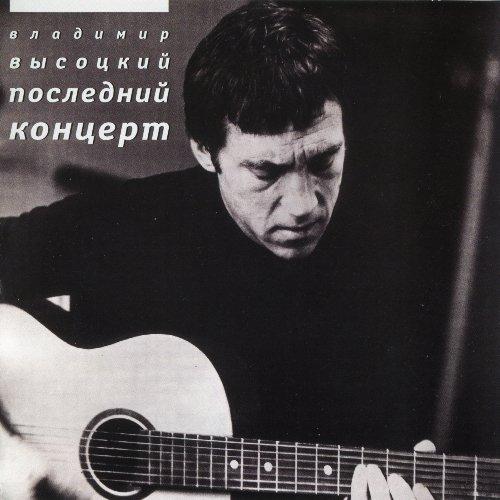 владимир
высоцкий
последний
концерт